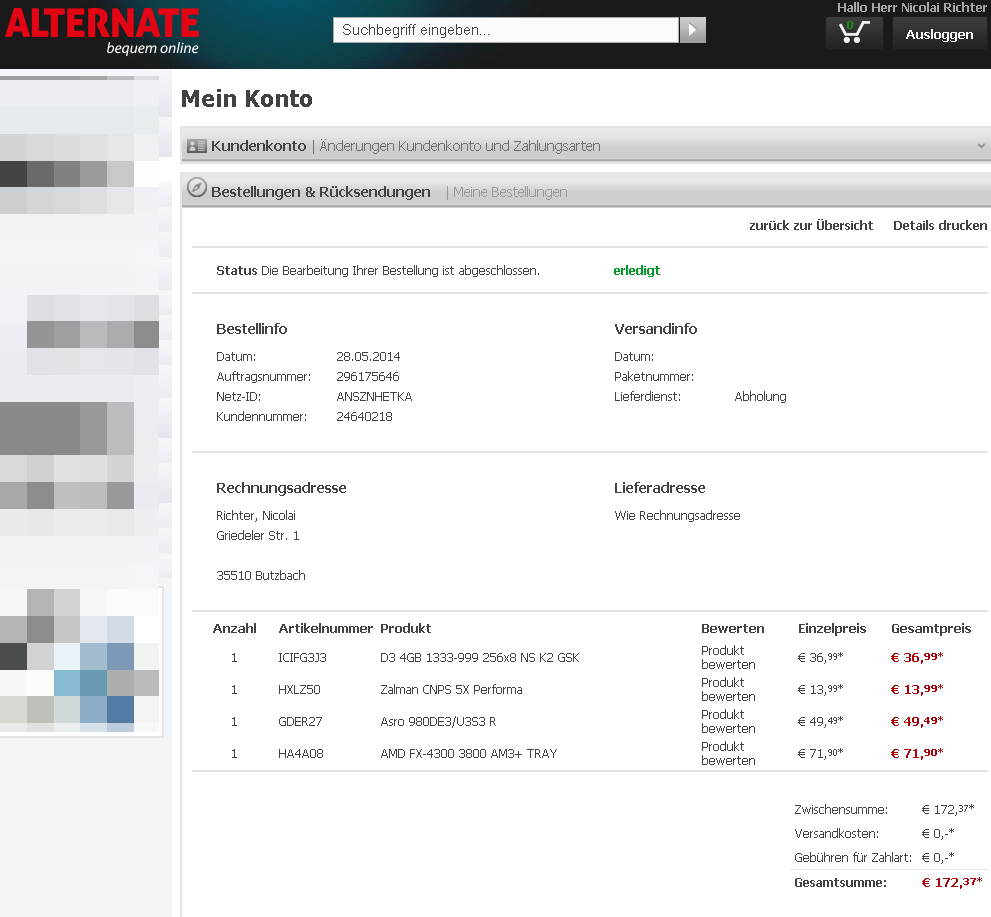 ALTERNATE
bequem online
Suchbegriff eingeben...
Hallo Herr Nicolai Richter
0
Ausloggen
Mein Konto
Kundenkonto | Änderungen Kundenkonto und Zahlungsarten
Bestellungen & Rücksendungen | Meine Bestellungen
zurück zur Übersicht Details drucken
Status Die Bearbeitung Ihrer Bestellung ist abgeschlossen. erledigt
Bestellinfo
Datum: 28.05.2014
Auftragsnummer: 296175646
Netz-ID: ANSZNHETKA
Kundennummer: 24640218
Versandinfo
Datum:
Paketnummer:
Lieferdienst: Abholung
Rechnungsadresse
Richter, Nicolai
Griedeler Str. 1
35510 Butzbach
Lieferadresse
Wie Rechnungsadresse
Anzahl Artikelnummer Produkt Bewerten Einzelpreis Gesamtpreis
1 ICIFG3J3 D3 4GB 1333-999 256x8 NS K2 GSK Produkt bewerten € 36,99* € 36,99*
1 HXLZ50 Zalman CNPS 5X Performa Produkt bewerten € 13,99* € 13,99*
1 GDER27 Asro 980DE3/U3S3 R Produkt bewerten € 49,49* € 49,49*
1 HA4A08 AMD FX-4300 3800 AM3+ TRAY Produkt bewerten € 71,90* € 71,90*
Zwischensumme: € 172,37*
Versandkosten: € 0,-*
Gebühren für Zahlart: € 0,-*
Gesamtsumme: € 172,37*